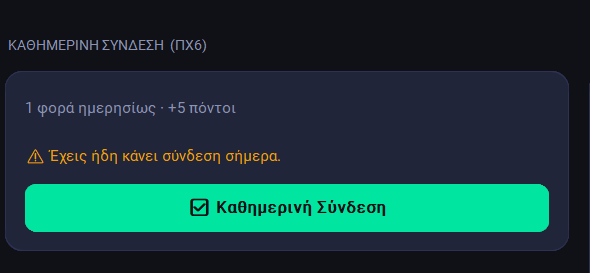 ΚΑΘΗΜΕΡΙΝΗ ΣΥΝΔΕΣΗ (ΠΧ6)
1 φορά ημερησίως · +5 πόντοι
⚠ Έχεις ήδη κάνει σύνδεση σήμερα.
Καθημερινή Σύνδεση